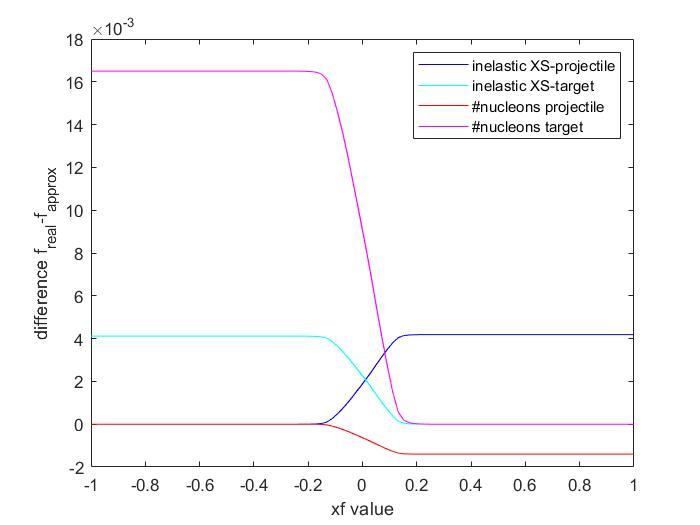 ×10-3
18
16
14
12
10
8
6
4
2
0
-2
difference freal-fapprox
inelastic XS-projectile
inelastic XS-target
#nucleons projectile
#nucleons target
-1 -0.8 -0.6 -0.4 -0.2 0 0.2 0.4 0.6 0.8 1
xf value